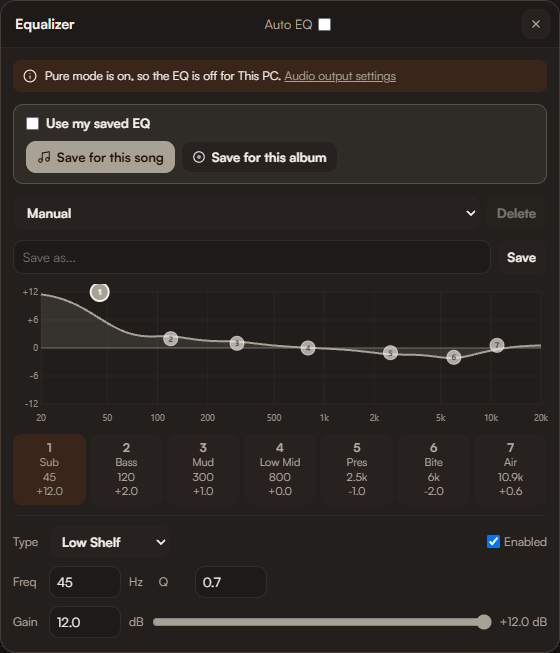 Equalizer
Auto EQ
Pure mode is on, so the EQ is off for This PC. Audio output settings
Use my saved EQ
Save for this song
Save for this album
Manual
Delete
Save as...
Save
+12
+6
0
-6
-12
1 2 3 4 5 6 7
20 50 100 200 500 1k 2k 5k 10k 20k
1 2 3 4 5 6 7
Sub Bass Mud Low Mid Pres Bite Air
45 120 300 800 2.5k 6k 10.9k
+12.0 +2.0 +1.0 +0.0 -1.0 -2.0 +0.6
Type Low Shelf Enabled
Freq 45 Hz Q 0.7
Gain 12.0 dB +12.0 dB